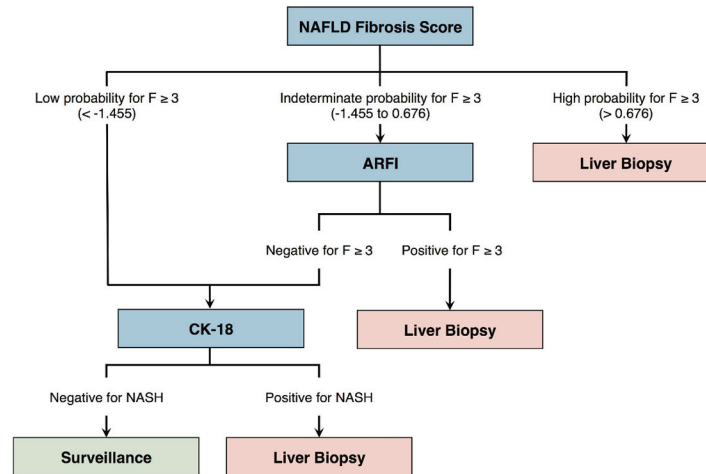 NAFLD Fibrosis Score
Low probability for F ≥ 3
(< -1.455)
Indeterminate probability for F ≥ 3
(-1.455 to 0.676)
High probability for F ≥ 3
(> 0.676)
ARFI
Liver Biopsy
Negative for F ≥ 3
Positive for F ≥ 3
CK-18
Liver Biopsy
Negative for NASH
Positive for NASH
Surveillance
Liver Biopsy